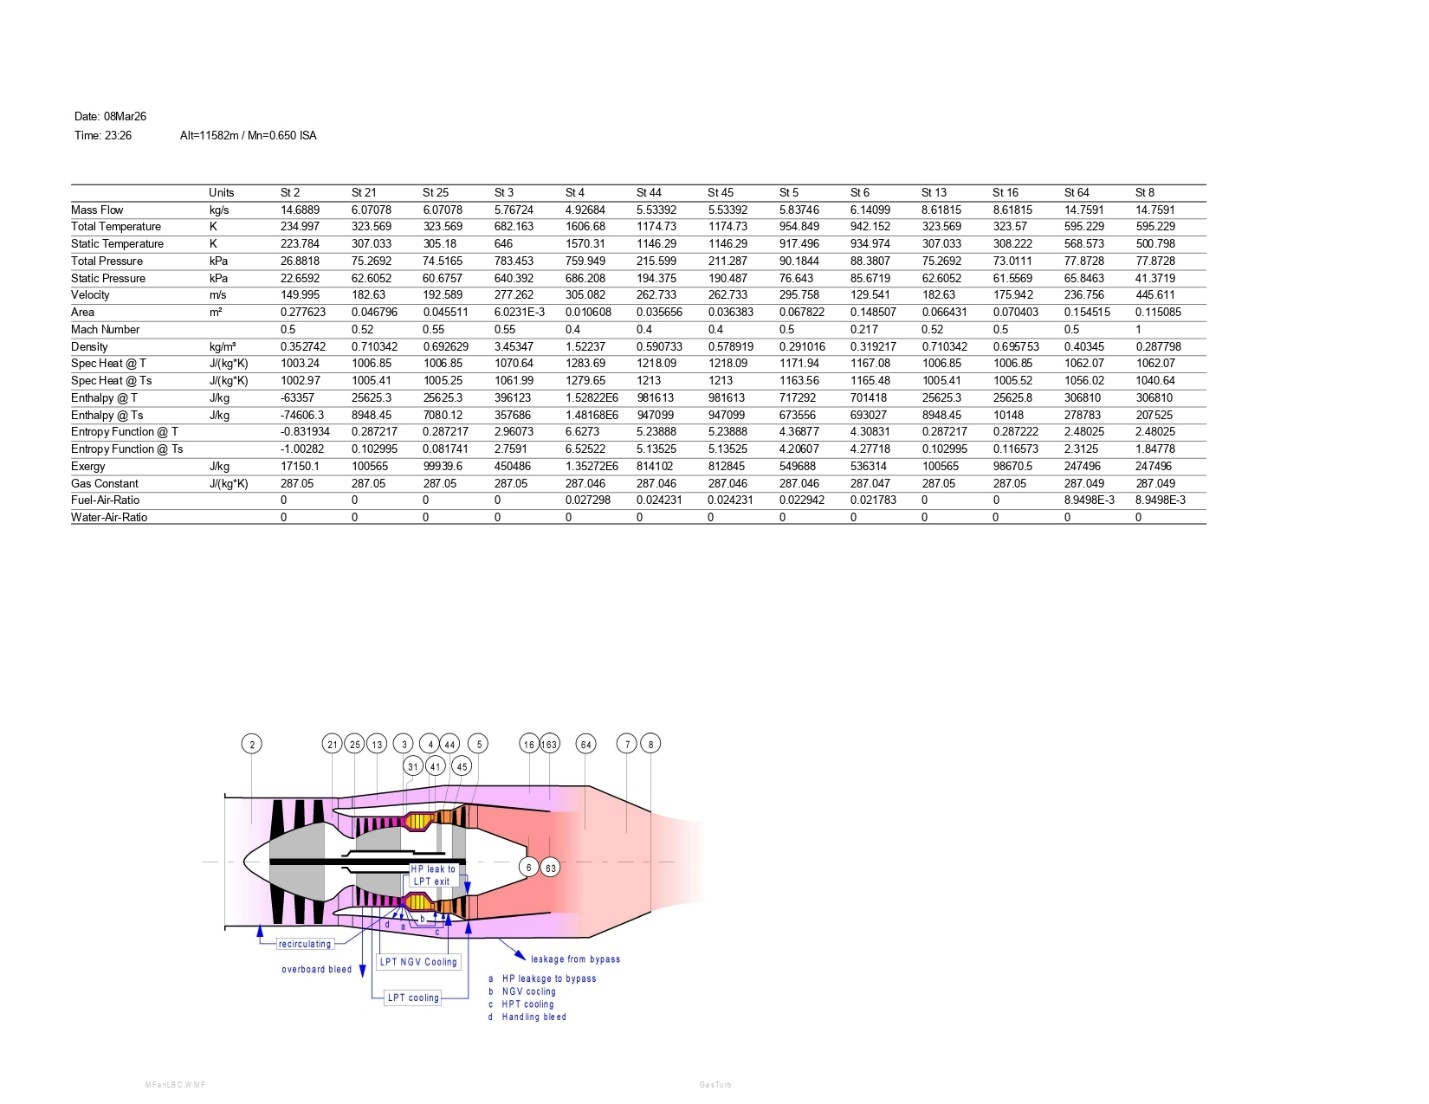 Date: 08Mar26
Time: 23:26 Alt=11582m / Mn=0.650 ISA
Units St 2 St 21 St 25 St 3 St 4 St 44 St 45 St 5 St 6 St 13 St 16 St 64 St 8
Mass Flow kg/s 14.6889 6.07078 6.07078 5.76724 4.92684 5.53392 5.53392 5.83746 6.14099 8.61815 8.61815 14.7591 14.7591
Total Temperature K 234.997 323.569 323.569 682.163 1606.68 1174.73 1174.73 954.849 942.152 323.569 323.57 595.229 595.229
Static Temperature K 223.784 307.033 305.18 646 1570.31 1146.29 1146.29 917.496 934.974 307.033 308.222 568.573 500.798
Total Pressure kPa 26.8818 75.2692 74.5165 783.453 759.949 215.599 211.287 90.1844 88.3807 75.2692 73.0111 77.8728 77.8728
Static Pressure kPa 22.6592 62.6052 60.6757 640.392 686.208 194.375 190.487 76.643 85.6719 62.6052 61.5569 65.8463 41.3719
Velocity m/s 149.995 182.63 192.589 277.262 305.082 262.733 262.733 295.758 129.541 182.63 175.942 236.756 445.611
Area m² 0.277623 0.046796 0.045511 6.0231E-3 0.010608 0.035656 0.036383 0.067822 0.148507 0.066431 0.070403 0.154515 0.115085
Mach Number 0.5 0.52 0.55 0.55 0.4 0.4 0.4 0.5 0.217 0.52 0.5 0.5 1
Density kg/m³ 0.352742 0.710342 0.692629 3.45347 1.52237 0.590733 0.578919 0.291016 0.319217 0.710342 0.695753 0.40345 0.287798
Spec Heat @ T J/(kg*K) 1003.24 1006.85 1006.85 1070.64 1283.69 1218.09 1218.09 1171.94 1167.08 1006.85 1006.85 1062.07 1062.07
Spec Heat @ Ts J/(kg*K) 1002.97 1005.41 1005.25 1061.99 1279.65 1213 1213 1163.56 1165.48 1005.41 1005.52 1056.02 1040.64
Enthalpy @ T J/kg -63357 25625.3 25625.3 396123 1.52822E6 981613 981613 717292 701418 25625.3 25625.8 306810 306810
Enthalpy @ Ts J/kg -74606.3 8948.45 7080.12 357686 1.48168E6 947099 947099 673556 693027 8948.45 10148 278783 207525
Entropy Function @ T -0.831934 0.287217 0.287217 2.96073 6.6273 5.23888 5.23888 4.36877 4.30831 0.287217 0.287222 2.48025 2.48025
Entropy Function @ Ts -1.00282 0.102995 0.081741 2.7591 6.52522 5.13525 5.13525 4.20607 4.27718 0.102995 0.116573 2.3125 1.84778
Exergy J/kg 17150.1 100565 99939.6 450486 1.35272E6 814102 812845 549688 536314 100565 98670.5 247496 247496
Gas Constant J/(kg*K) 287.05 287.05 287.05 287.05 287.046 287.046 287.046 287.046 287.047 287.05 287.05 287.049 287.049
Fuel-Air-Ratio 0 0 0 0 0.027298 0.024231 0.024231 0.022942 0.021783 0 0 8.9498E-3 8.9498E-3
Water-Air-Ratio 0 0 0 0 0 0 0 0 0 0 0 0 0
2 21 25 13 3 4 44 5 16 163 64 7 8
31 41 45
HP leak to
LPT exit
6 63
d a b c
recirculating
overboard bleed
LPT NGV Cooling
LPT cooling
leakage from bypass
a HP leakage to bypass
b NGV cooling
c HPT cooling
d Handling bleed
MFanLBC.WMF GasTurb